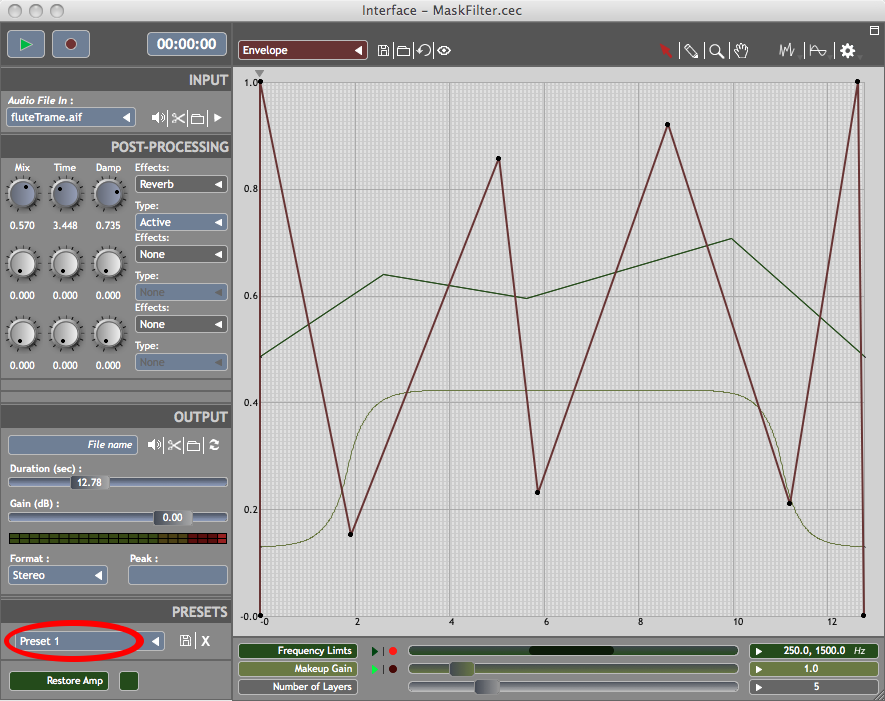 Interface – MaskFilter.cec
00:00:00
INPUT
Audio File In :
fluteTrame.aif
POST-PROCESSING
Mix Time Damp Effects:
Reverb
Type:
0.570 3.448 0.735 Active
Effects:
None
Type:
0.000 0.000 0.000 None
Effects:
None
Type:
0.000 0.000 0.000 None
OUTPUT
File name
Duration (sec) :
12.78
Gain (dB) :
0.00
Format : Peak :
Stereo
PRESETS
Preset 1 X
Restore Amp
Envelope
1.0
0.8
0.6
0.4
0.2
-0.0
-0 2 4 6 8 10 12
Frequency Limts 250.0, 1500.0 Hz
Makeup Gain 1.0
Number of Layers 5